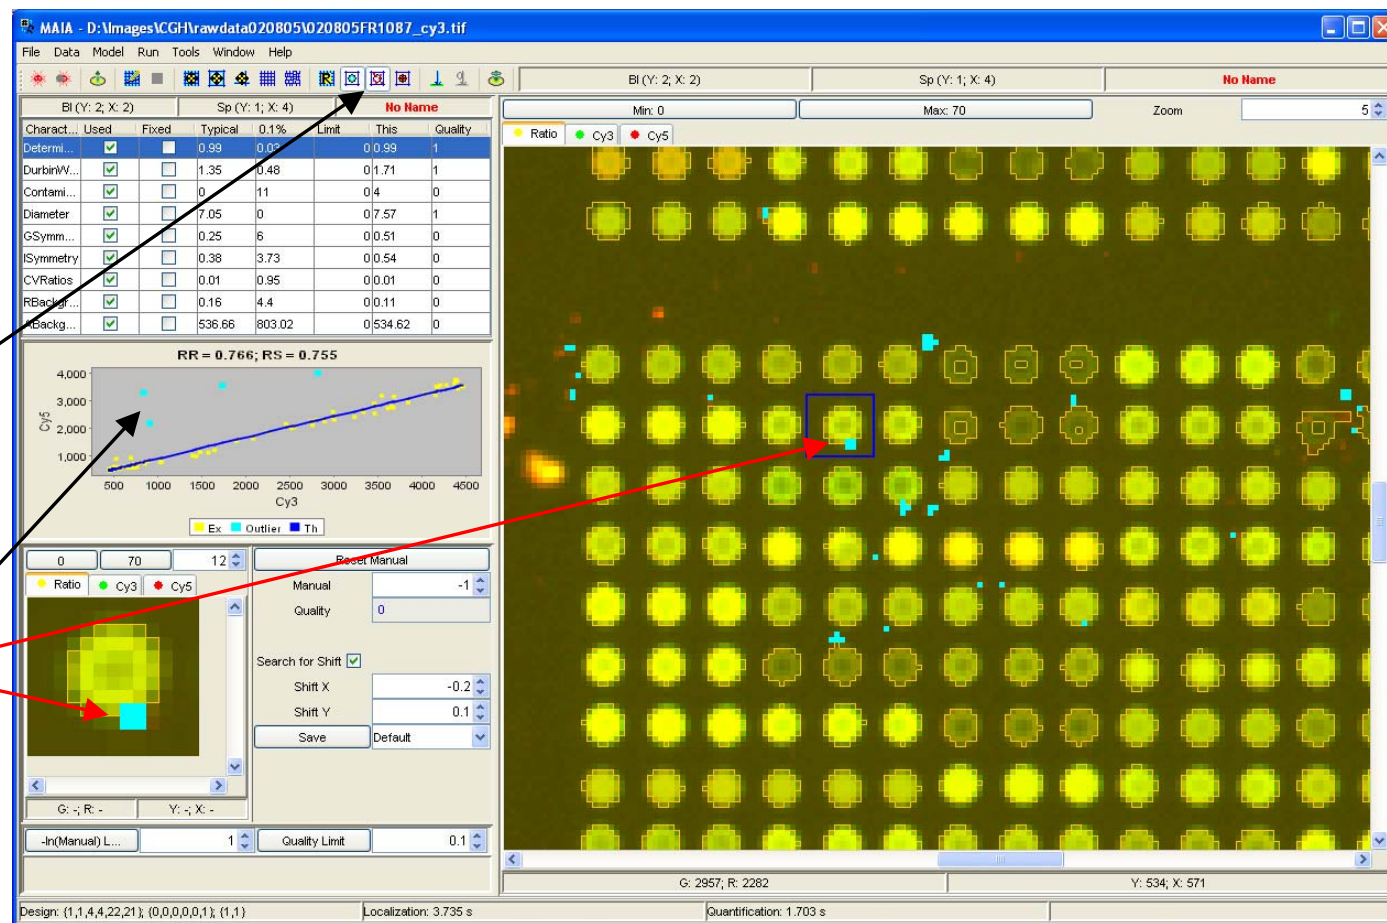 MAIA - D:\Images\CGH\rawdata020805\020805FR1087_cy3.tif
File Data Model Run Tools Window Help
Bl (Y: 2; X: 2) Sp (Y: 1; X: 4) No Name
Bl (Y: 2; X: 2) Sp (Y: 1; X: 4) No Name
Min: 0 Max: 70 Zoom 5
Ratio Cy3 Cy5
Charact... Used Fixed Typical 0.1% Limit This Quality
Determi... 0.99 0.03 0 0.99 1
DurbinW... 1.35 0.48 0 1.71 1
Contami... 0 11 0 4 0
Diameter 7.05 0 0 7.57 1
GSymm... 0.25 6 0 0.51 0
ISymmetry 0.38 3.73 0 0.54 0
CVRatios 0.01 0.95 0 0.01 0
RBackgr... 0.16 4.4 0 0.11 0
ABackg... 536.66 803.02 0 534.62 0
RR = 0.766; RS = 0.755
4,000
3,000
2,000
1,000
Cy5
500 1000 1500 2000 2500 3000 3500 4000 4500
Cy3
Ex Outlier Th
0 70 12
Ratio Cy3 Cy5
G: -; R: - Y: -; X: -
Reset Manual
Manual -1
Quality 0
Search for Shift
Shift X -0.2
Shift Y 0.1
Save Default
-ln(Manual) L... 1 Quality Limit 0.1
G: 2957; R: 2282 Y: 534; X: 571
Design: {1,1,4,4,22,21}; {0,0,0,0,0,1}; {1,1} Localization: 3.735 s Quantification: 1.703 s